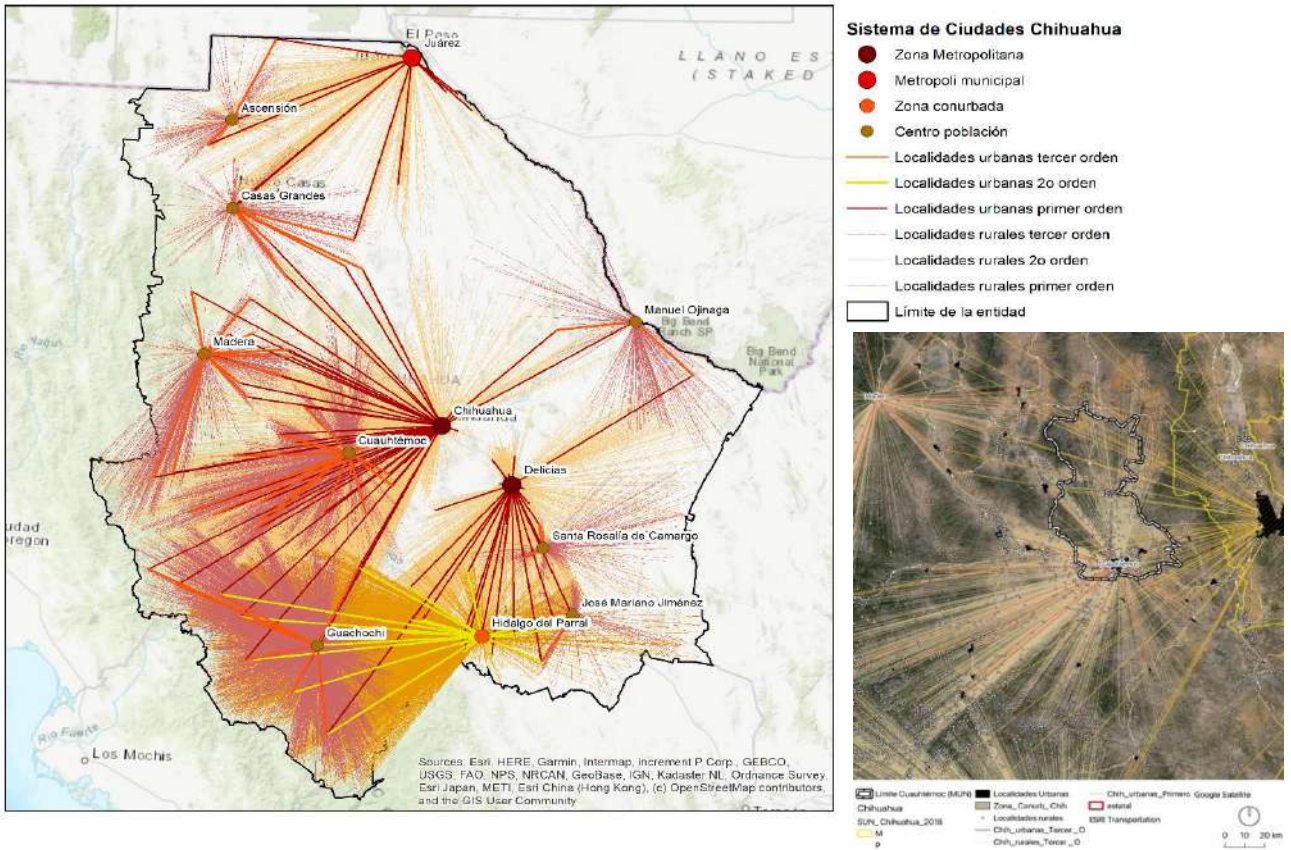 El Paso
Juárez
LLANO ES
(STAKED
Ascensión
Casas
Casas Grandes
Manuel Ojinaga
Big Bend
Ranch SP
Big Bend
National
Park
Madera
Chihuahua
Cuauhtémoc
Delicias
Santa Rosalía de Camargo
José Mariano Jiménez
Hidalgo del Parral
Guachochi
udad
regon
Río Fuerte
Los Mochis
Sources: Esri, HERE, Garmin, Intermap, increment P Corp., GEBCO,
USGS, FAO, NPS, NRCAN, GeoBase, IGN, Kadaster NL, Ordnance Survey,
Esri Japan, METI, Esri China (Hong Kong), (c) OpenStreetMap contributors,
and the GIS User Community
Sistema de Ciudades Chihuahua
Zona Metropolitana
Metropoli municipal
Zona conurbada
Centro población
Localidades urbanas tercer orden
Localidades urbanas 2o orden
Localidades urbanas primer orden
Localidades rurales tercer orden
Localidades rurales 2o orden
Localidades rurales primer orden
Límite de la entidad
Chihuahua
Límite Cuauhtémoc (MUN)
Chihuahua
SUN_Chihuahua_2018
M
P
Localidades Urbanas
Zona_Conurb_Chih
Localidades rurales
Chih_urbanas_Tercer_O
Chih_rurales_Tercer_O
Chih_urbanas_Primero
estatal
ESRI Transportation
Google Satellite
0 10 20 km